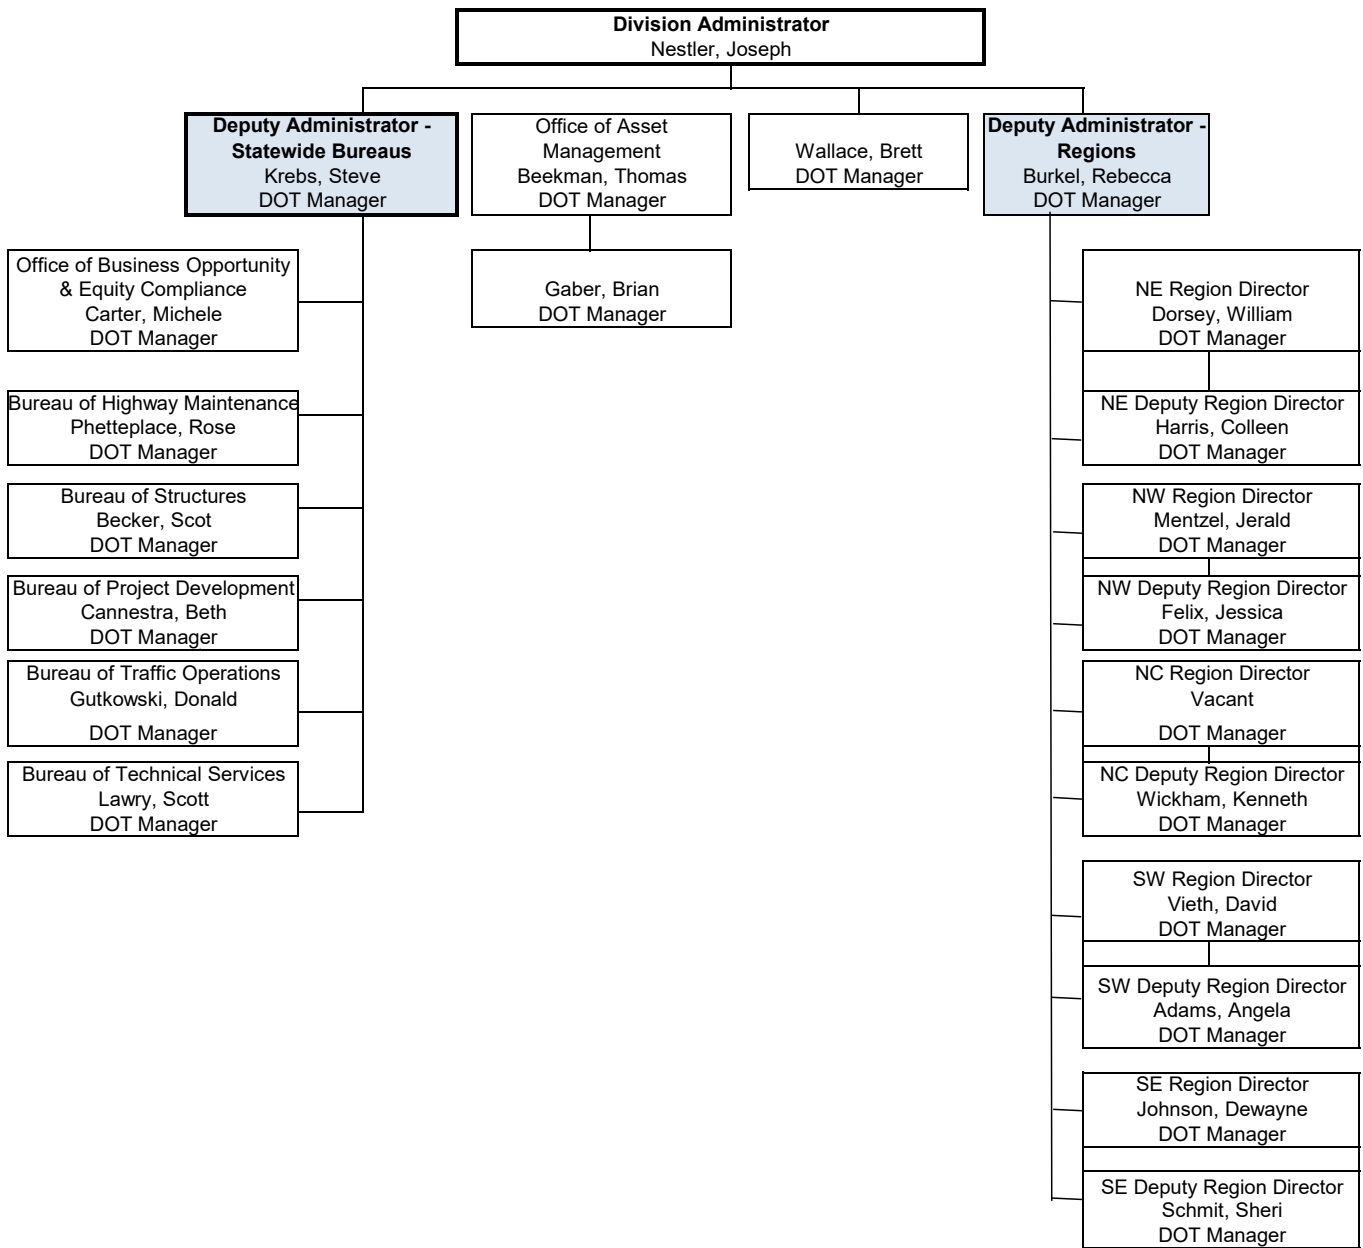 Division Administrator
Nestler, Joseph
Deputy Administrator -
Statewide Bureaus
Krebs, Steve
DOT Manager
Office of Asset
Management
Beekman, Thomas
DOT Manager
Wallace, Brett
DOT Manager
Deputy Administrator -
Regions
Burkel, Rebecca
DOT Manager
Office of Business Opportunity
& Equity Compliance
Carter, Michele
DOT Manager
Bureau of Highway Maintenance
Phetteplace, Rose
DOT Manager
Bureau of Structures
Becker, Scot
DOT Manager
Bureau of Project Development
Cannestra, Beth
DOT Manager
Bureau of Traffic Operations
Gutkowski, Donald
DOT Manager
Bureau of Technical Services
Lawry, Scott
DOT Manager
Gaber, Brian
DOT Manager
NE Region Director
Dorsey, William
DOT Manager
NE Deputy Region Director
Harris, Colleen
DOT Manager
NW Region Director
Mentzel, Jerald
DOT Manager
NW Deputy Region Director
Felix, Jessica
DOT Manager
NC Region Director
Vacant
DOT Manager
NC Deputy Region Director
Wickham, Kenneth
DOT Manager
SW Region Director
Vieth, David
DOT Manager
SW Deputy Region Director
Adams, Angela
DOT Manager
SE Region Director
Johnson, Dewayne
DOT Manager
SE Deputy Region Director
Schmit, Sheri
DOT Manager